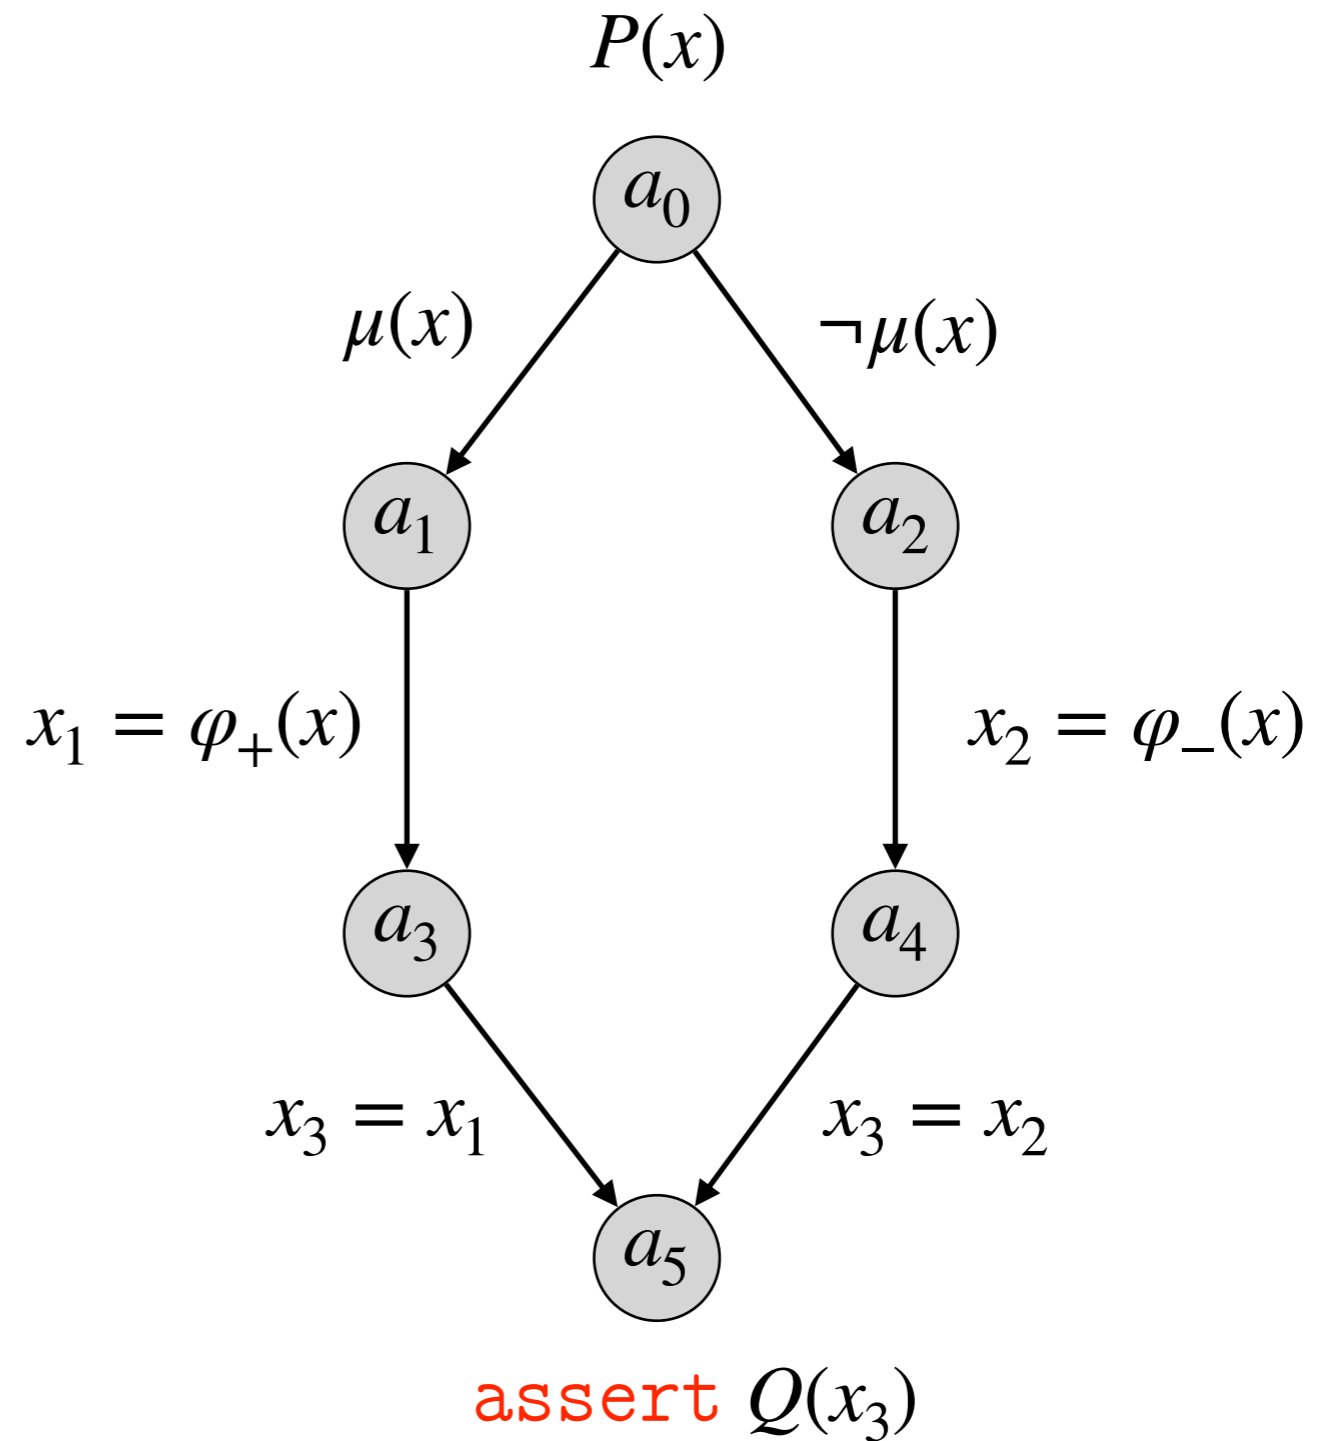 P(x)
a₀
μ(x)
¬μ(x)
a₁
a₂
x₁ = φ₊(x)
x₂ = φ₋(x)
a₃
a₄
x₃ = x₁
x₃ = x₂
a₅
assert Q(x₃)